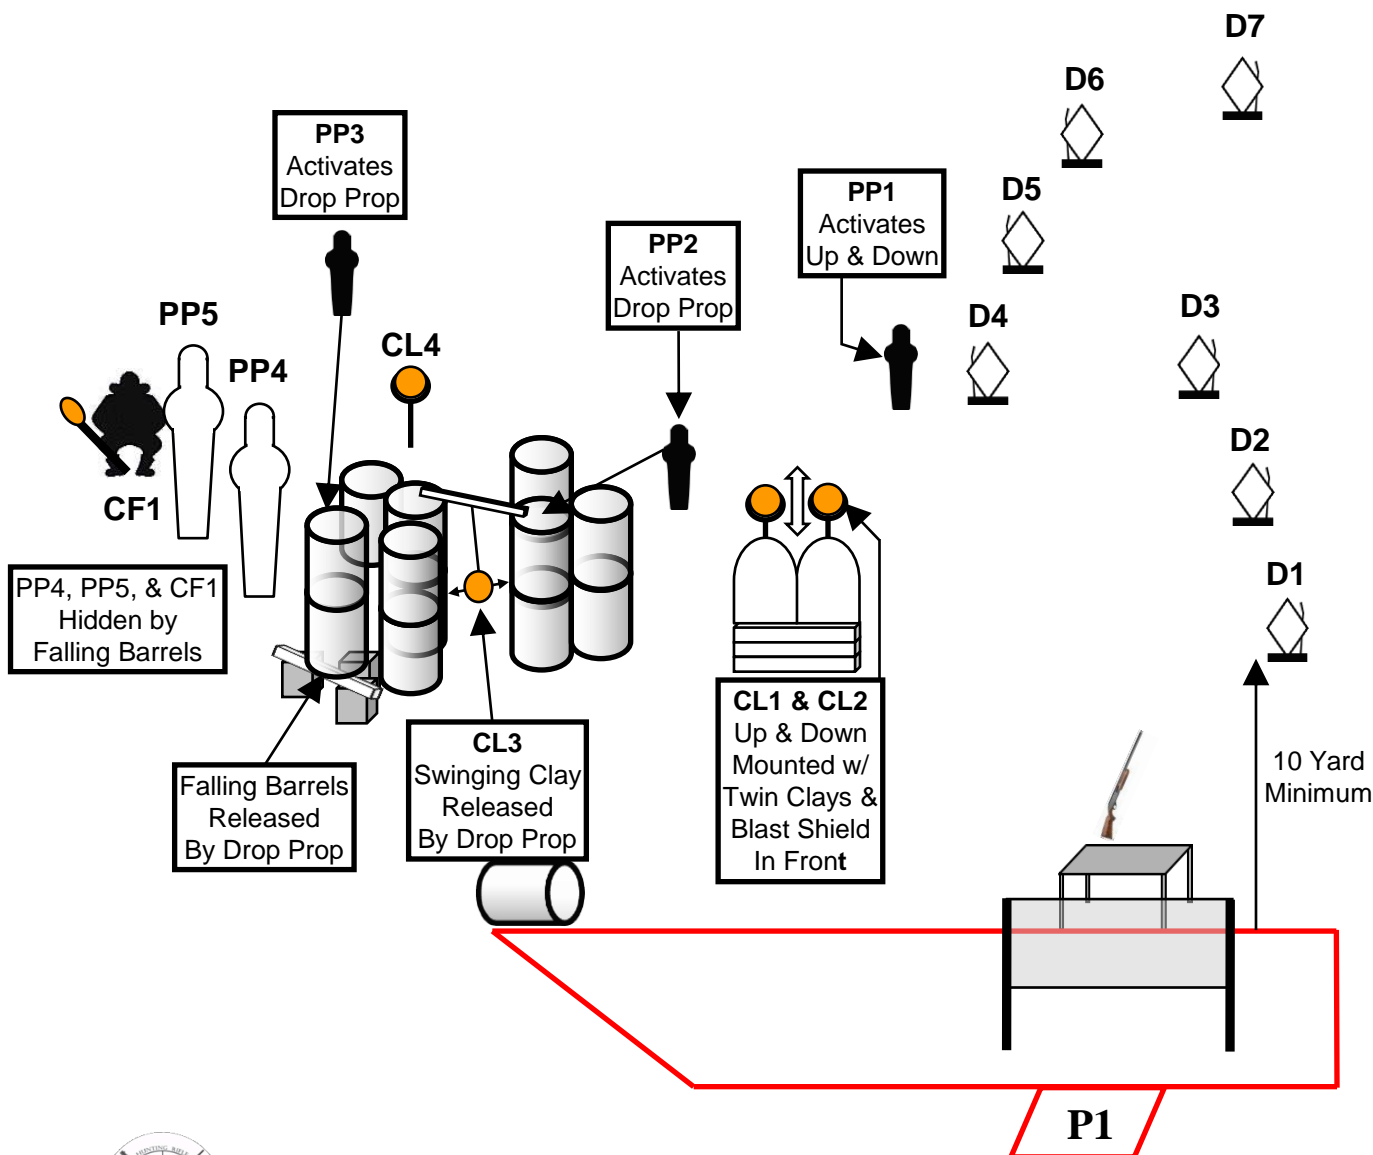 D7
D6
PP3
Activates
Drop Prop
D5
PP1
Activates
Up & Down
PP2
Activates
Drop Prop
PP5
D4
D3
CL4
PP4
D2
CF1
PP4, PP5, & CF1
Hidden by
Falling Barrels
D1
CL1 & CL2
Up & Down
Mounted w/
Twin Clays &
Blast Shield
In Front
CL3
Swinging Clay
Released
By Drop Prop
Falling Barrels
Released
By Drop Prop
10 Yard
Minimum
P1
HUNTING RIFLE